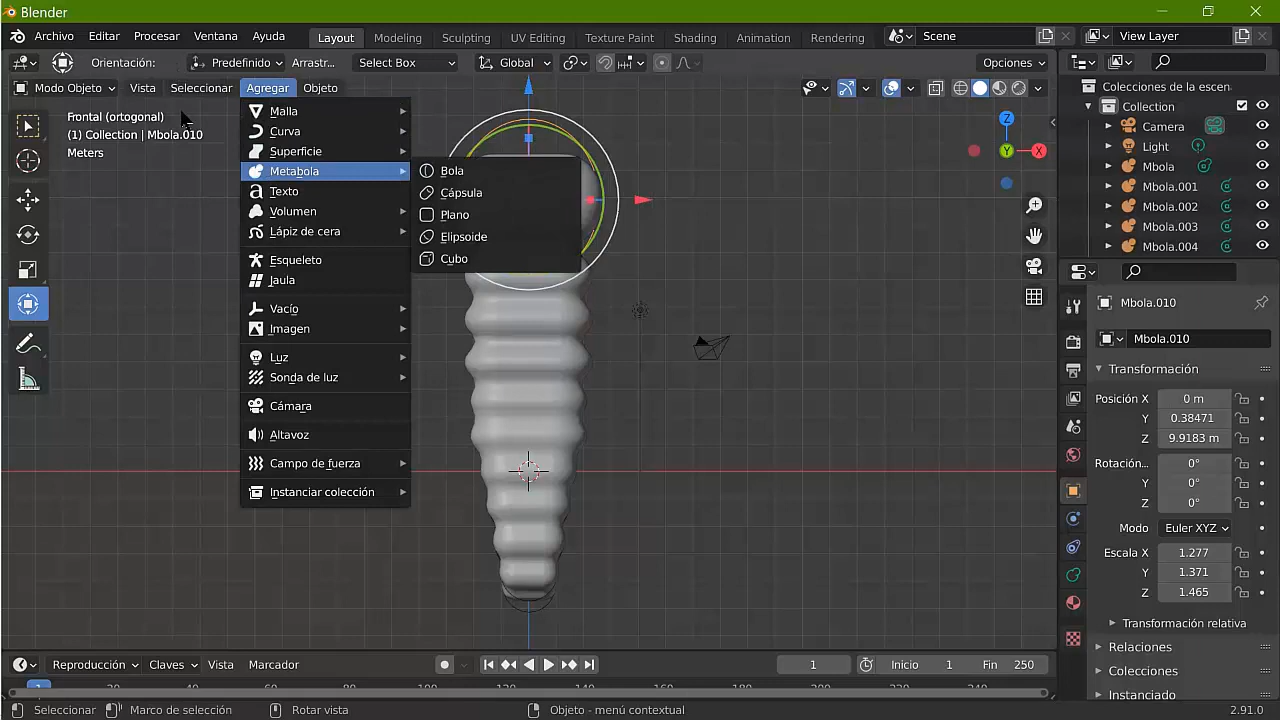 Blender
Archivo Editar Procesar Ventana Ayuda Layout Modeling Sculpting UV Editing Texture Paint Shading Animation Rendering Scene View Layer
Orientación: Predefinido Arrastr... Select Box Global Opciones
Modo Objeto Vista Seleccionar Agregar Objeto
Frontal (ortogonal)
(1) Collection | Mbola.010
Meters
Malla
Curva
Superficie
Metabola
Texto
Volumen
Lápiz de cera
Esqueleto
Jaula
Vacío
Imagen
Luz
Sonda de luz
Cámara
Altavoz
Campo de fuerza
Instanciar colección
Bola
Cápsula
Plano
Elipsoide
Cubo
Z
Y
X
Colecciones de la escen
Collection
Camera
Light
Mbola
Mbola.001
Mbola.002
Mbola.003
Mbola.004
Mbola.010
Mbola.010
Transformación
Posición X 0 m
Y 0.38471
Z 9.9183 m
Rotación... 0°
Y 0°
Z 0°
Modo Euler XYZ
Escala X 1.277
Y 1.371
Z 1.465
Transformación relativa
Relaciones
Colecciones
Instanciado
Reproducción Claves Vista Marcador 1 Inicio 1 Fin 250
1
Seleccionar Marco de selección Rotar vista Objeto - menú contextual 2.91.0